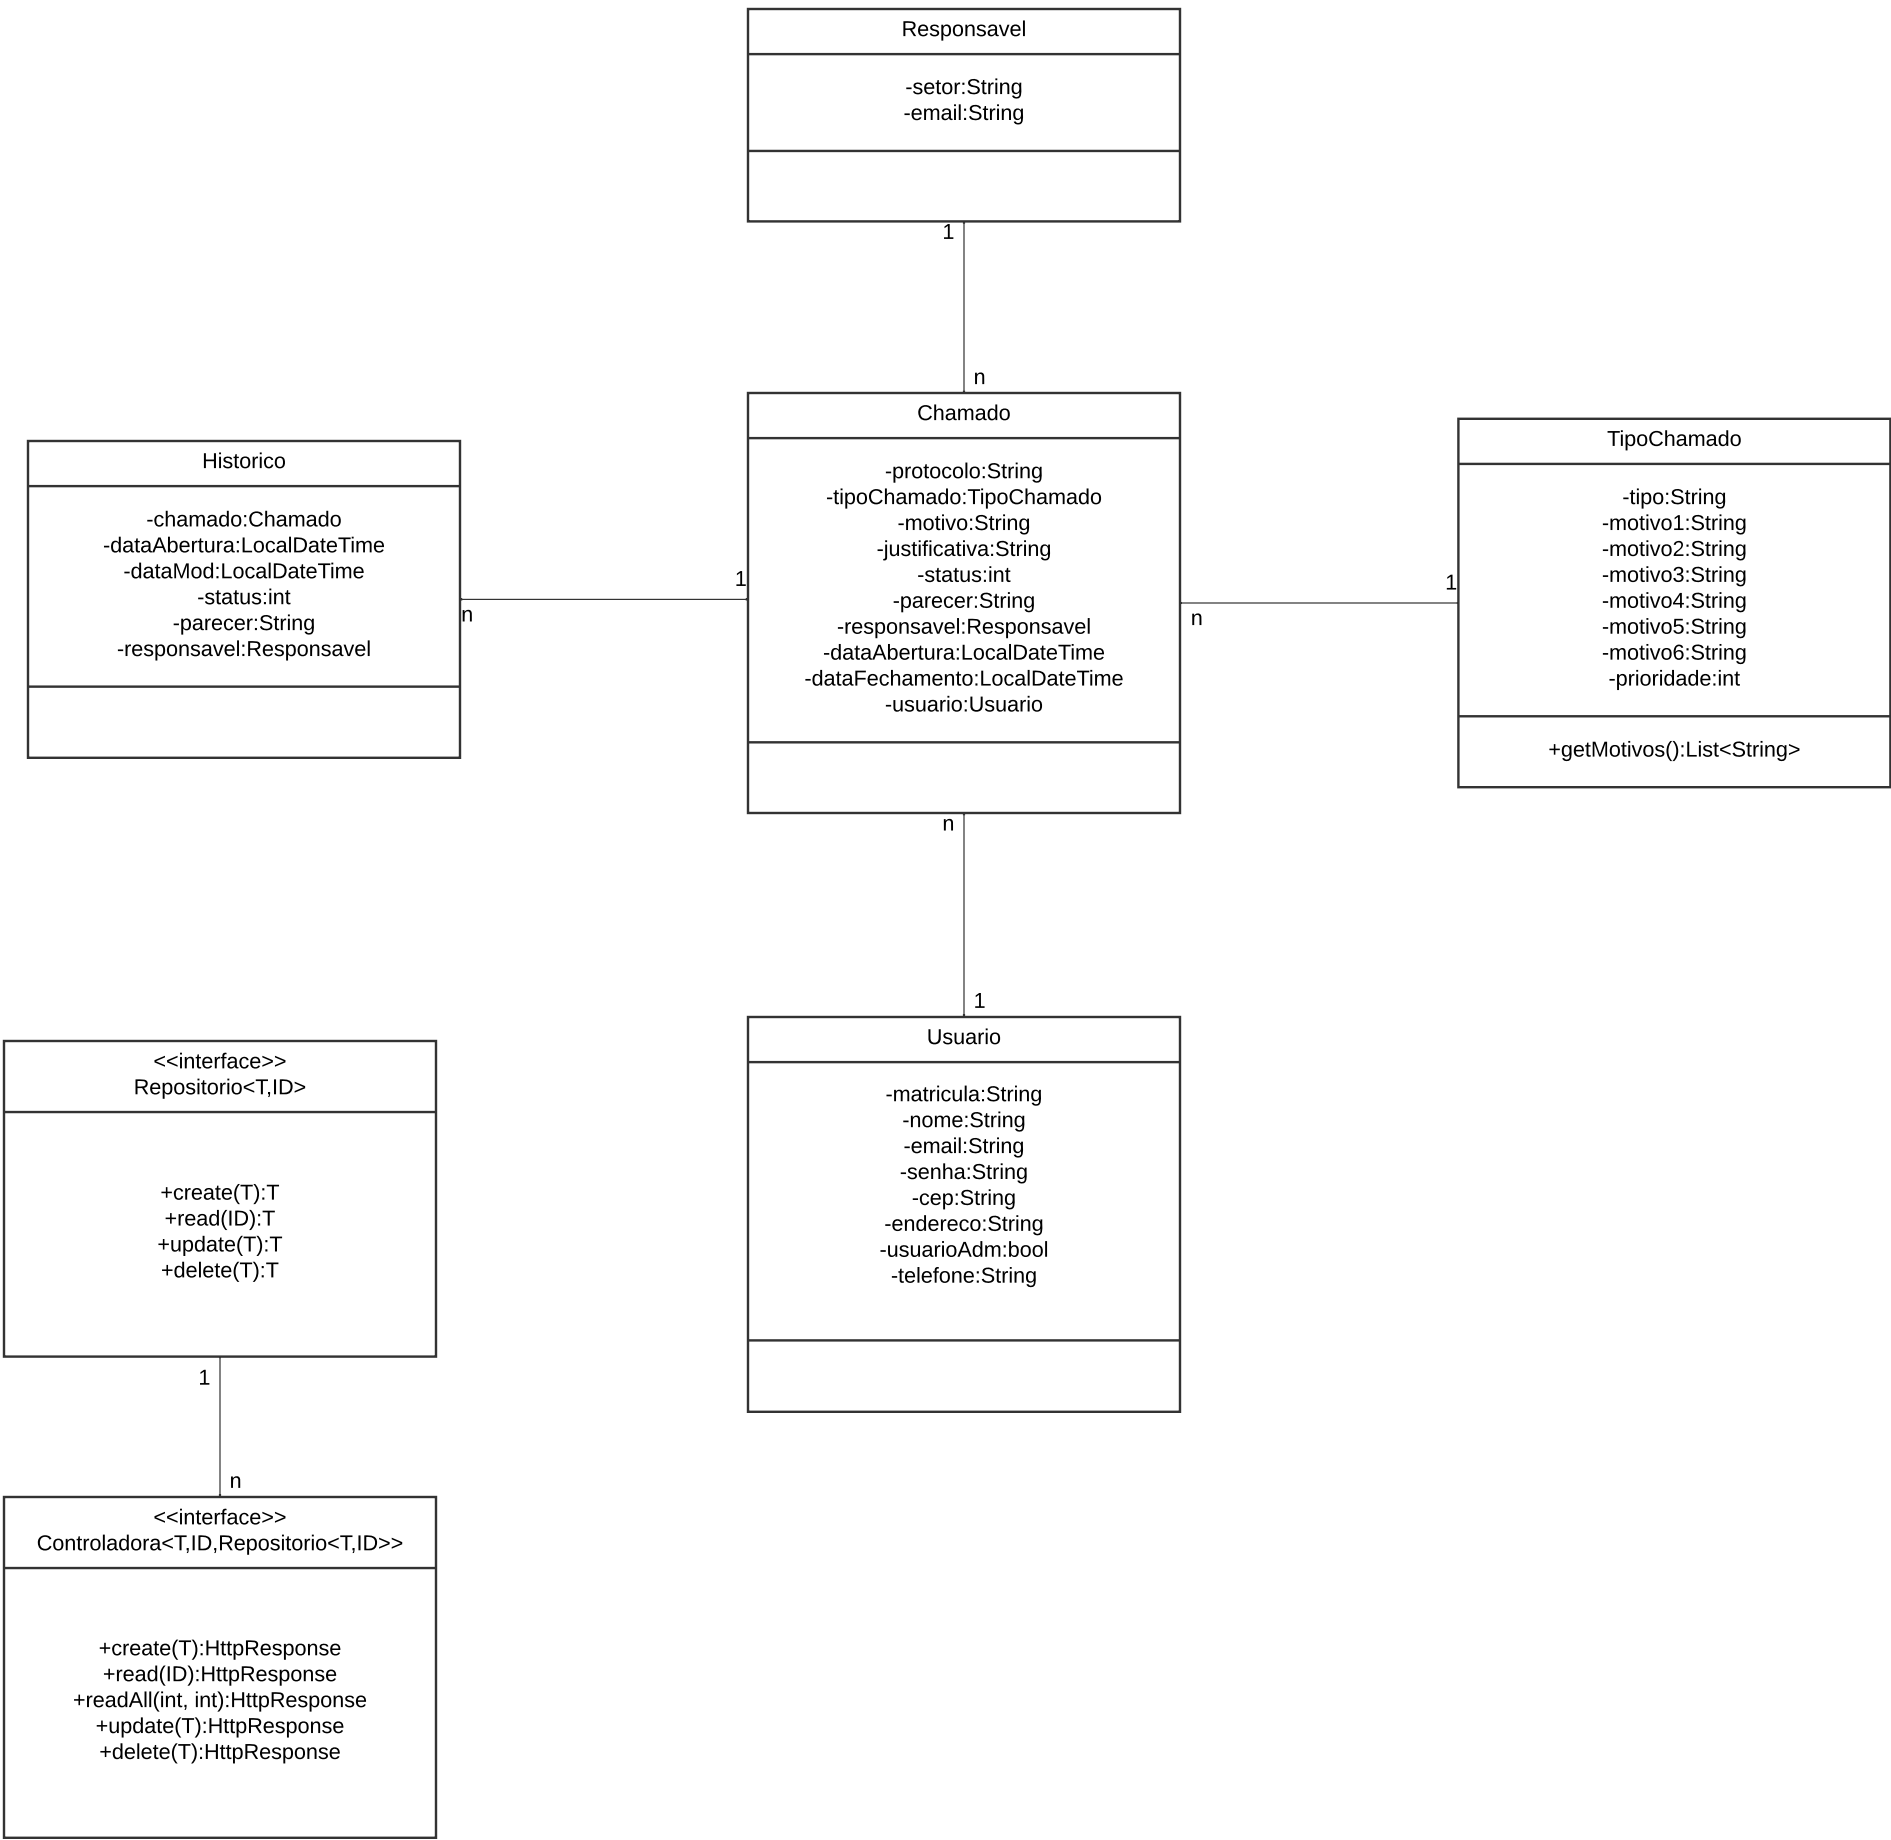 Responsavel
-setor:String
-email:String
1
n
Chamado
-protocolo:String
-tipoChamado:TipoChamado
-motivo:String
-justificativa:String
-status:int
-parecer:String
-responsavel:Responsavel
-dataAbertura:LocalDateTime
-dataFechamento:LocalDateTime
-usuario:Usuario
Historico
-chamado:Chamado
-dataAbertura:LocalDateTime
-dataMod:LocalDateTime
-status:int
-parecer:String
-responsavel:Responsavel
n
1
TipoChamado
-tipo:String
-motivo1:String
-motivo2:String
-motivo3:String
-motivo4:String
-motivo5:String
-motivo6:String
-prioridade:int
+getMotivos():List<String>
n
1
n
1
Usuario
-matricula:String
-nome:String
-email:String
-senha:String
-cep:String
-endereco:String
-usuarioAdm:bool
-telefone:String
<<interface>>
Repositorio<T,ID>
+create(T):T
+read(ID):T
+update(T):T
+delete(T):T
1
n
<<interface>>
Controladora<T,ID,Repositorio<T,ID>>
+create(T):HttpResponse
+read(ID):HttpResponse
+readAll(int, int):HttpResponse
+update(T):HttpResponse
+delete(T):HttpResponse